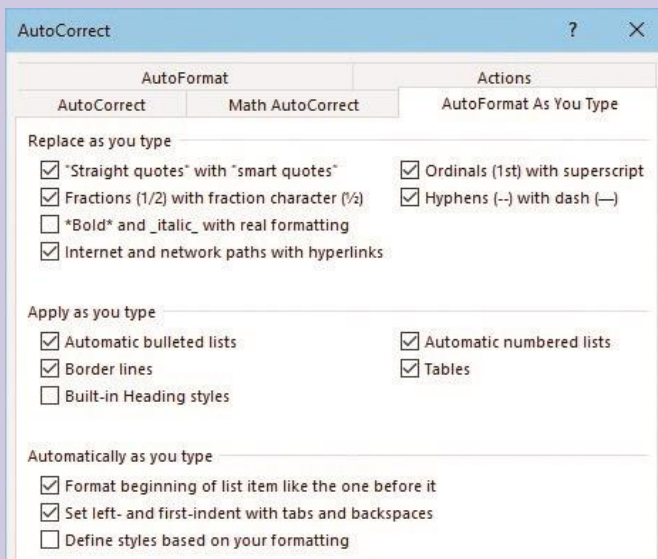 AutoCorrect ? ×
AutoFormat Actions
AutoCorrect Math AutoCorrect AutoFormat As You Type
Replace as you type
"Straight quotes" with “smart quotes” Ordinals (1st) with superscript
Fractions (1/2) with fraction character (½) Hyphens (--) with dash (—)
*Bold* and _italic_ with real formatting
Internet and network paths with hyperlinks
Apply as you type
Automatic bulleted lists Automatic numbered lists
Border lines Tables
Built-in Heading styles
Automatically as you type
Format beginning of list item like the one before it
Set left- and first-indent with tabs and backspaces
Define styles based on your formatting